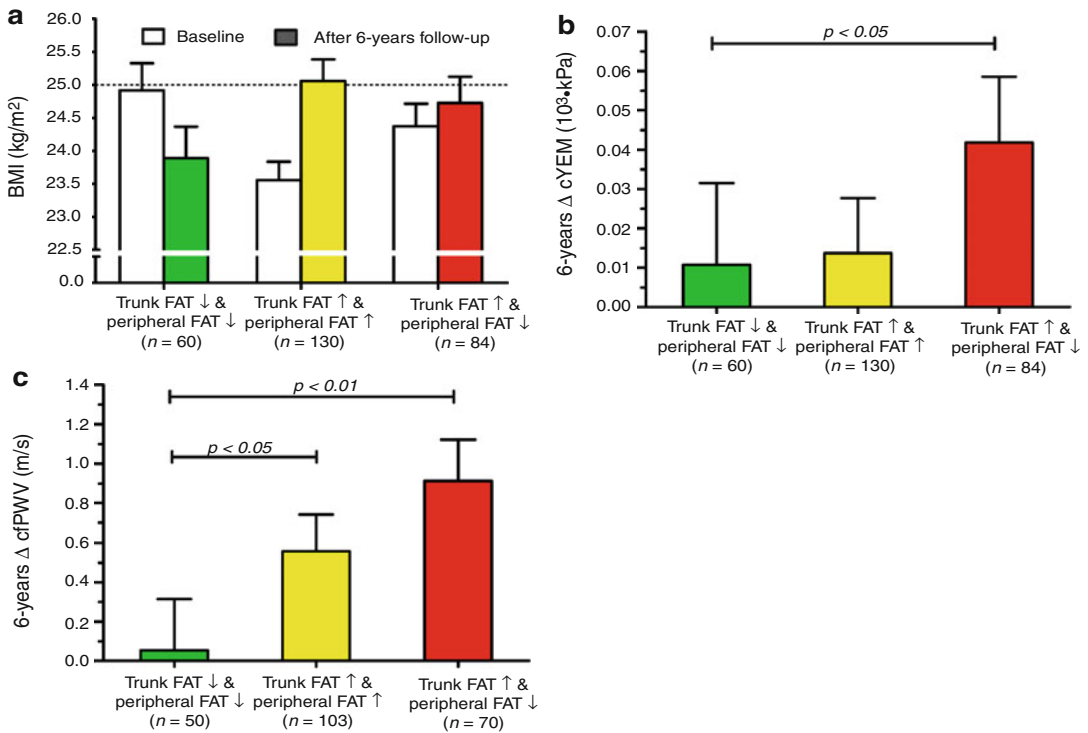 a
26.0
25.5
25.0
24.5
24.0
23.5
23.0
22.5
0.0
BMI (kg/m²)
Baseline
After 6-years follow-up
Trunk FAT ↓ &
peripheral FAT ↓
(n = 60)
Trunk FAT ↑ &
peripheral FAT ↑
(n = 130)
Trunk FAT ↑ &
peripheral FAT ↓
(n = 84)
b
0.07
0.06
0.05
0.04
0.03
0.02
0.01
0.00
6-years Δ cYEM (10³•kPa)
p < 0.05
Trunk FAT ↓ &
peripheral FAT ↓
(n = 60)
Trunk FAT ↑ &
peripheral FAT ↑
(n = 130)
Trunk FAT ↑ &
peripheral FAT ↓
(n = 84)
c
1.4
1.2
1.0
0.8
0.6
0.4
0.2
0.0
6-years Δ cfPWV (m/s)
p < 0.01
p < 0.05
Trunk FAT ↓ &
peripheral FAT ↓
(n = 50)
Trunk FAT ↑ &
peripheral FAT ↑
(n = 103)
Trunk FAT ↑ &
peripheral FAT ↓
(n = 70)